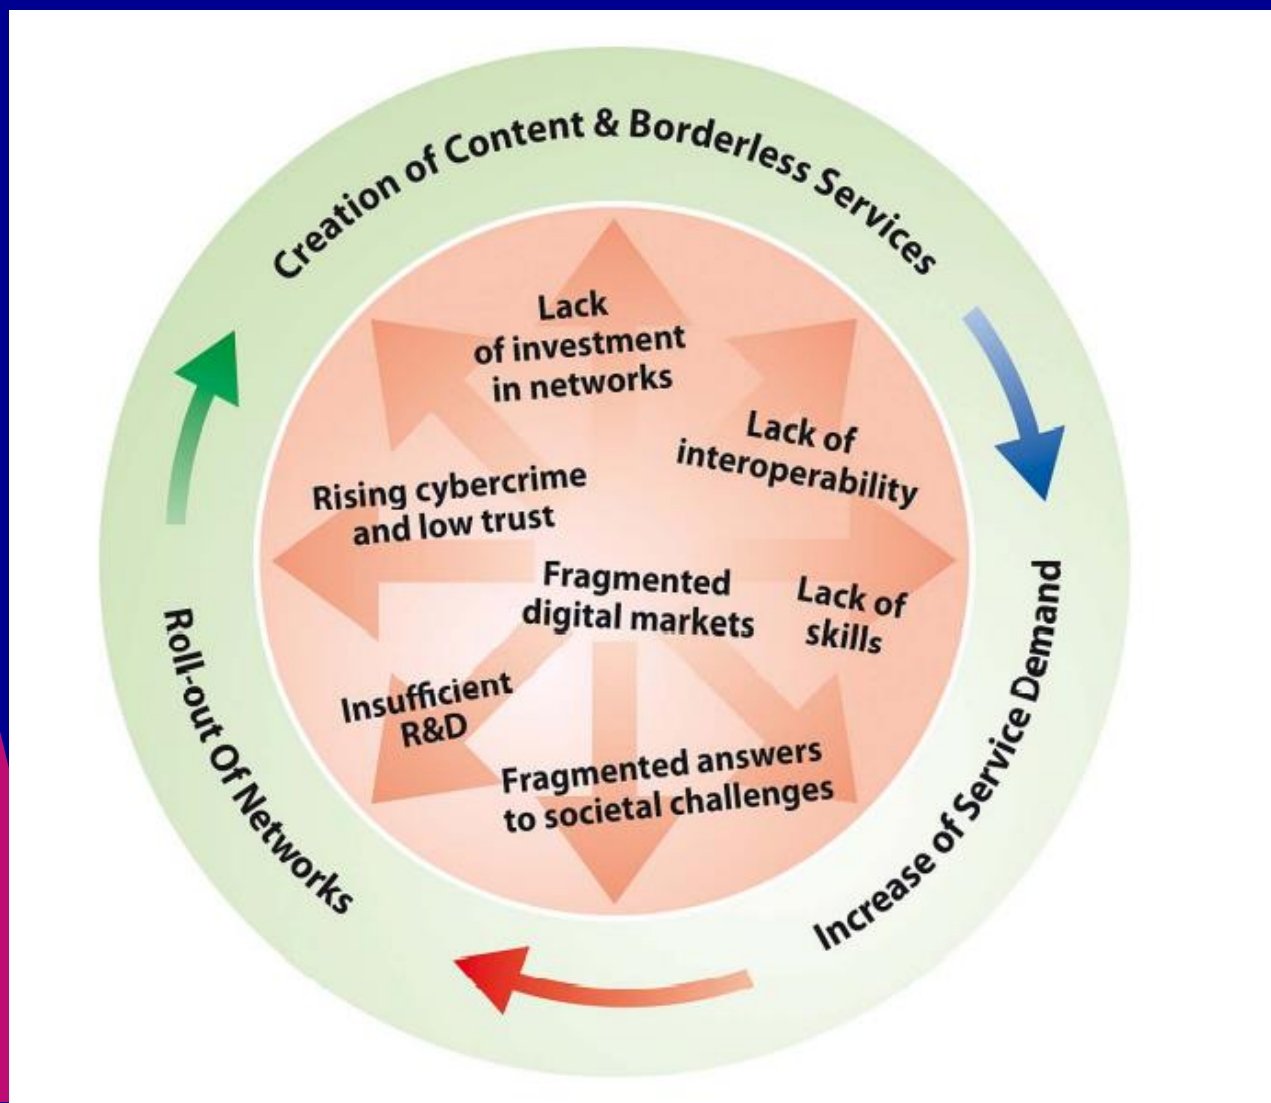 Creation of Content & Borderless Services
Lack
of investment
in networks
Lack of
interoperability
Rising cybercrime
and low trust
Fragmented
digital markets
Lack of
skills
Insufficient
R&D
Fragmented answers
to societal challenges
Increase of Service Demand
Roll-out Of Networks